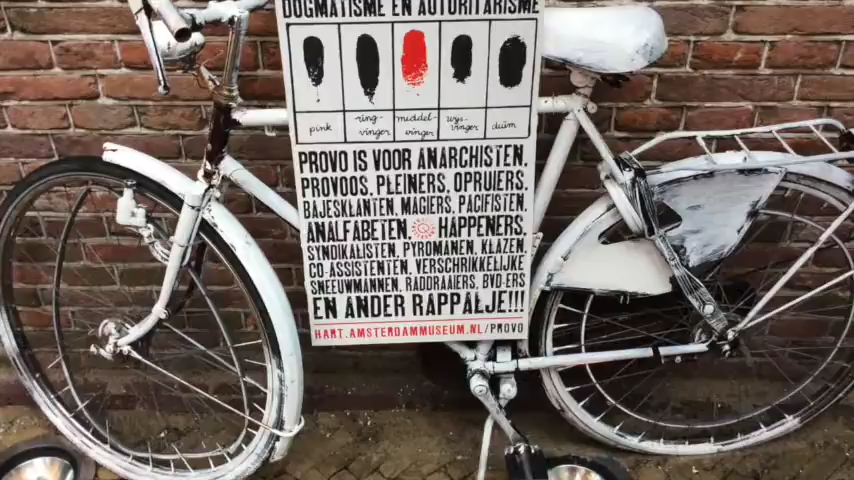 DOGMATISME EN AUTORITARISME
pink
ring-
vinger
middel-
vinger
wijs-
vinger
duim
PROVO IS VOOR ANARCHISTEN,
PROVOOS, PLEINERS, OPRUIERS,
BAJESKLANTEN, MAGIERS, PACIFISTEN,
ANALFABETEN, HAPPENERS,
SYNDIKALISTEN, PYROMANEN, KLAZEN,
CO-ASSISTENTEN, VERSCHRIKKELIJKE
SNEEUWMANNEN, RADDRAAIERS, BVD-ERS
EN ANDER RAPPALJE!!!
HART.AMSTERDAMMUSEUM.NL/PROVO